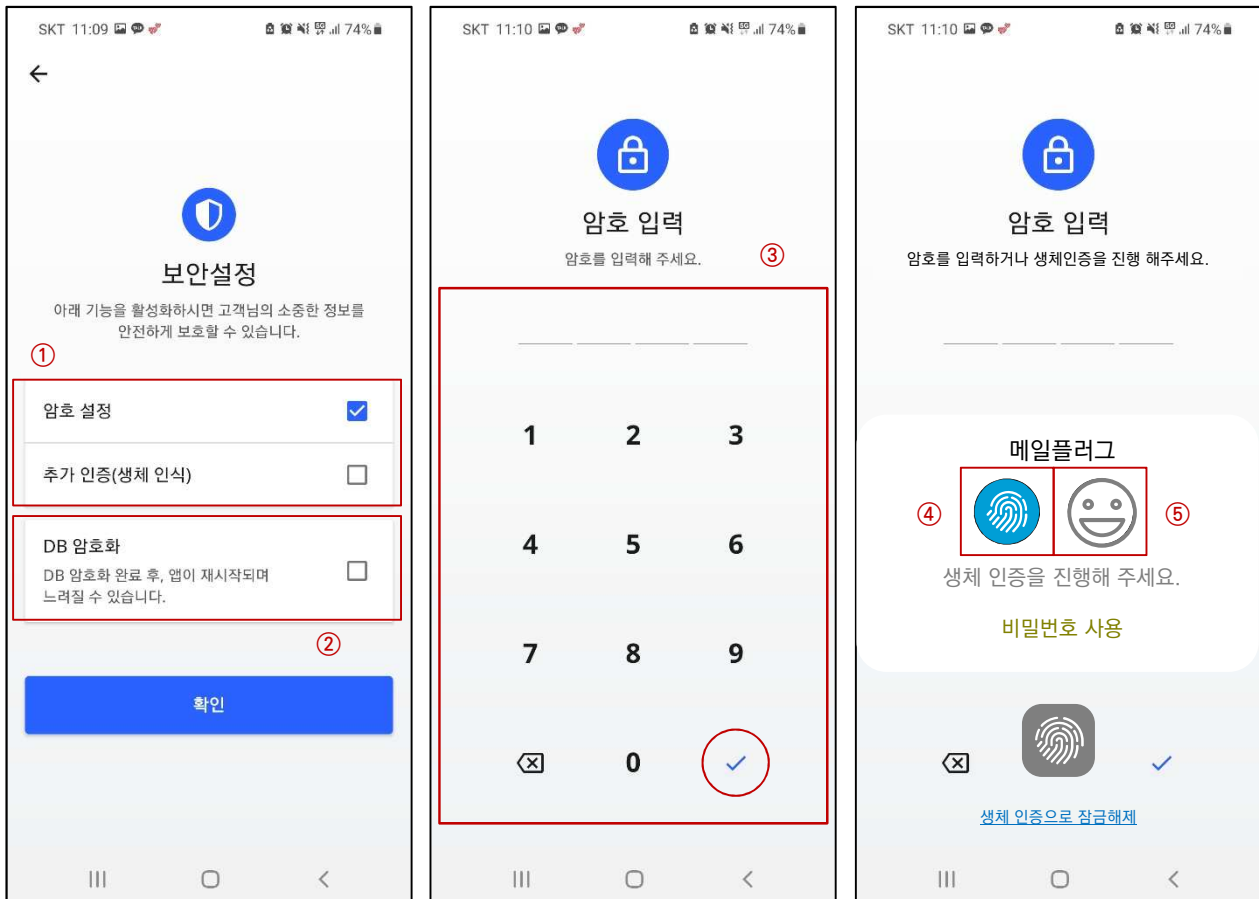 SKT 11:09 74%
보안설정
아래 기능을 활성화하시면 고객님의 소중한 정보를
안전하게 보호할 수 있습니다.
①
암호 설정
추가 인증(생체 인식)
DB 암호화
DB 암호화 완료 후, 앱이 재시작되며
느려질 수 있습니다.
②
확인
SKT 11:10 74%
암호 입력
암호를 입력해 주세요.
③
1 2 3
4 5 6
7 8 9
0
SKT 11:10 74%
암호 입력
암호를 입력하거나 생체인증을 진행 해주세요.
메일플러그
④ ⑤
생체 인증을 진행해 주세요.
비밀번호 사용
생체 인증으로 잠금해제